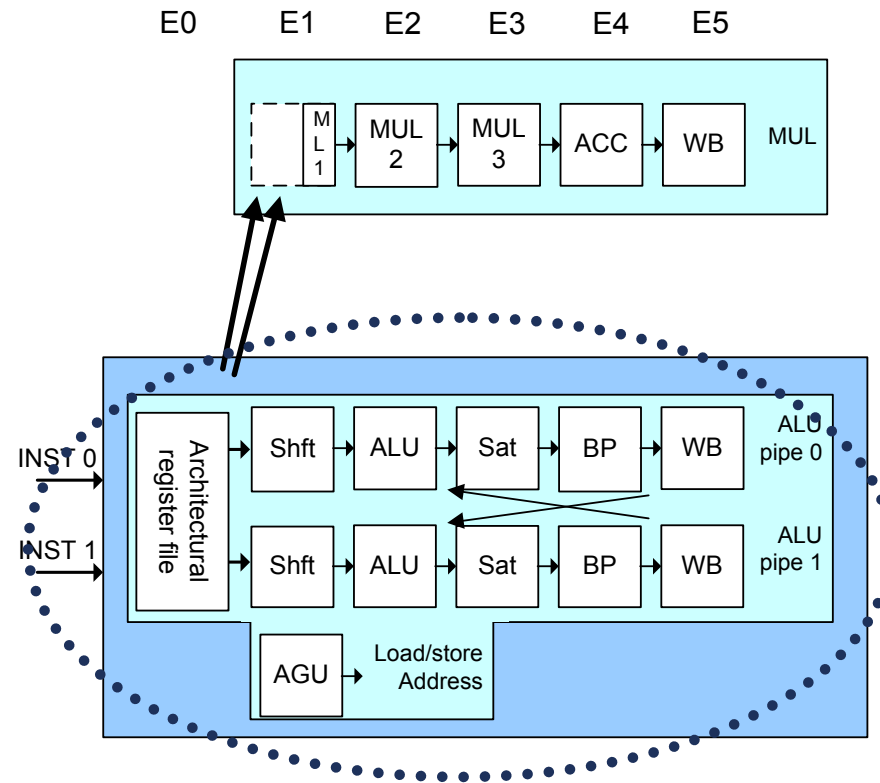 E0 E1 E2 E3 E4 E5
M
L
1
MUL
2
MUL
3
ACC
WB
MUL
INST 0
INST 1
Architectural
register file
Shft
ALU
Sat
BP
WB
ALU
pipe 0
Shft
ALU
Sat
BP
WB
ALU
pipe 1
AGU
Load/store
Address